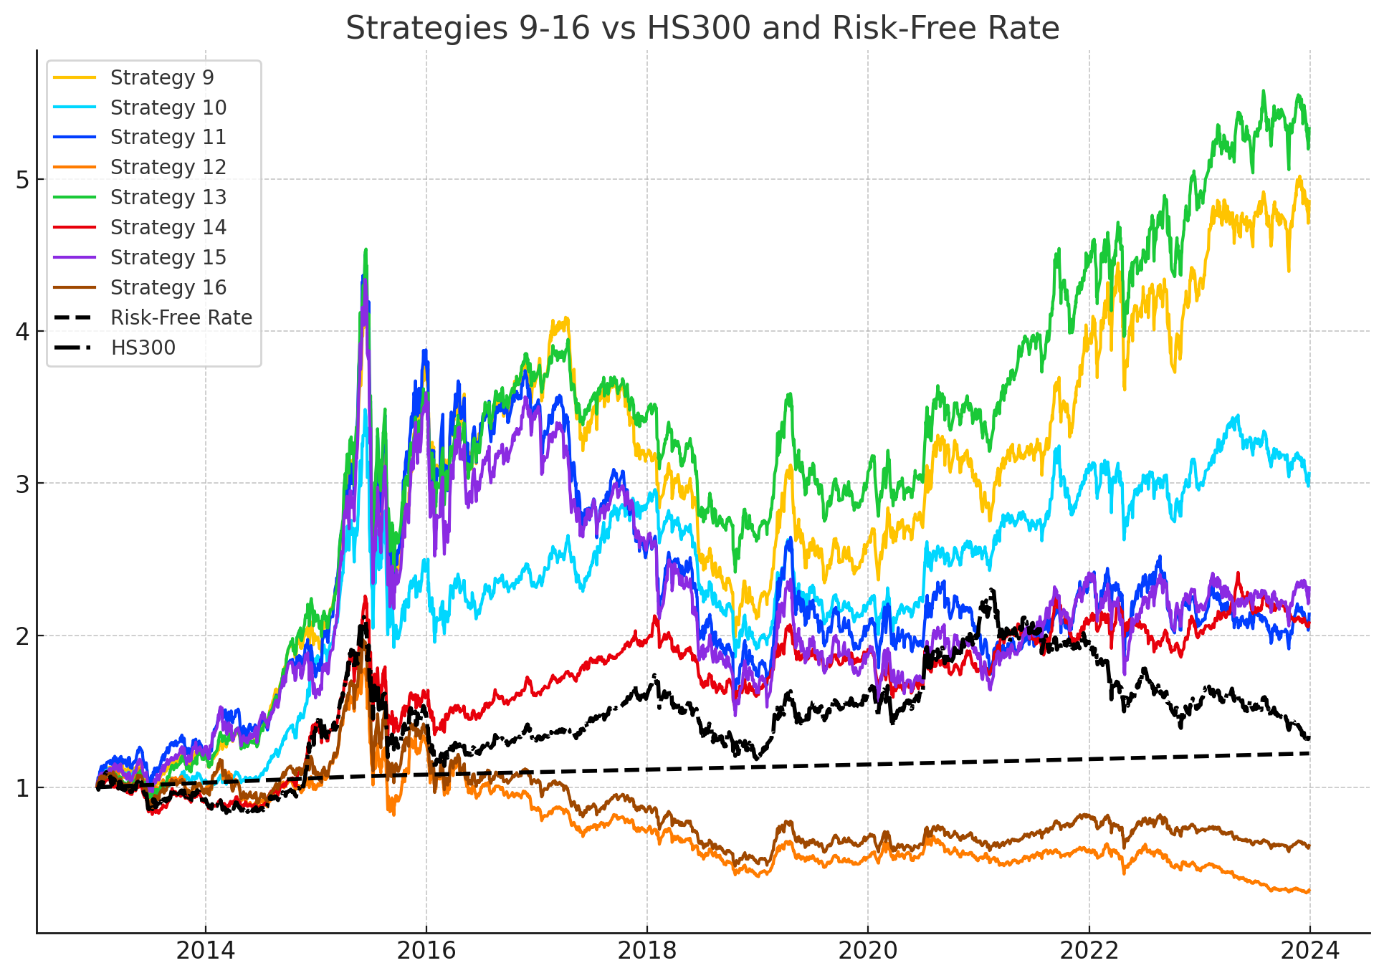 Strategies 9-16 vs HS300 and Risk-Free Rate
Strategy 9
Strategy 10
Strategy 11
Strategy 12
Strategy 13
Strategy 14
Strategy 15
Strategy 16
Risk-Free Rate
HS300
5
4
3
2
1
2014 2016 2018 2020 2022 2024